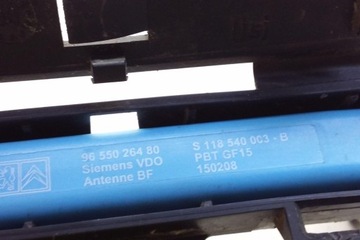 96 550 264 80
Siemens VDO
Antenne BF
S 118 540 003 - B
PBT GF15
150208